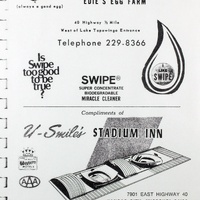 EDIE'S EGG FARM
(always a good egg)
40 Highway ½ Mile
West of Lake Tapawingo Entrance
Telephone 229-8366
Is
Swipe
too good
to be
true?
SWIPE®
SUPER CONCENTRATE
BIODEGRADABLE
MIRACLE CLEANER
SWIPE
Compliments of
U-Smile's STADIUM INN
AAA
7901 EAST HIGHWAY 40